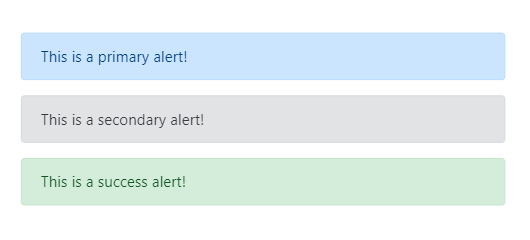 This is a primary alert!
This is a secondary alert!
This is a success alert!